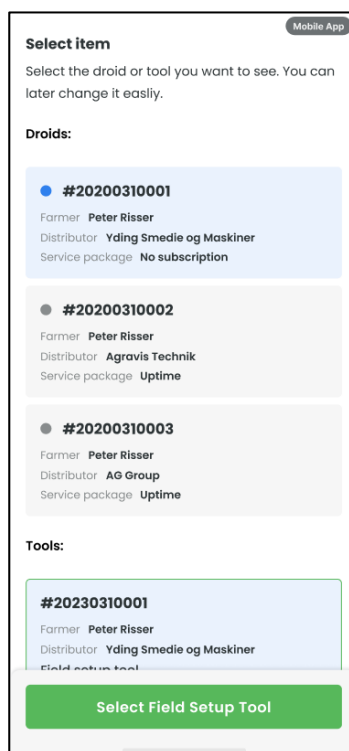 Mobile App
Select item
Select the droid or tool you want to see. You can
later change it easliy.
Droids:
#20200310001
Farmer Peter Risser
Distributor Yding Smedie og Maskiner
Service package No subscription
#20200310002
Farmer Peter Risser
Distributor Agravis Technik
Service package Uptime
#20200310003
Farmer Peter Risser
Distributor AG Group
Service package Uptime
Tools:
#20230310001
Farmer Peter Risser
Distributor Yding Smedie og Maskiner
Field setup tool
Select Field Setup Tool